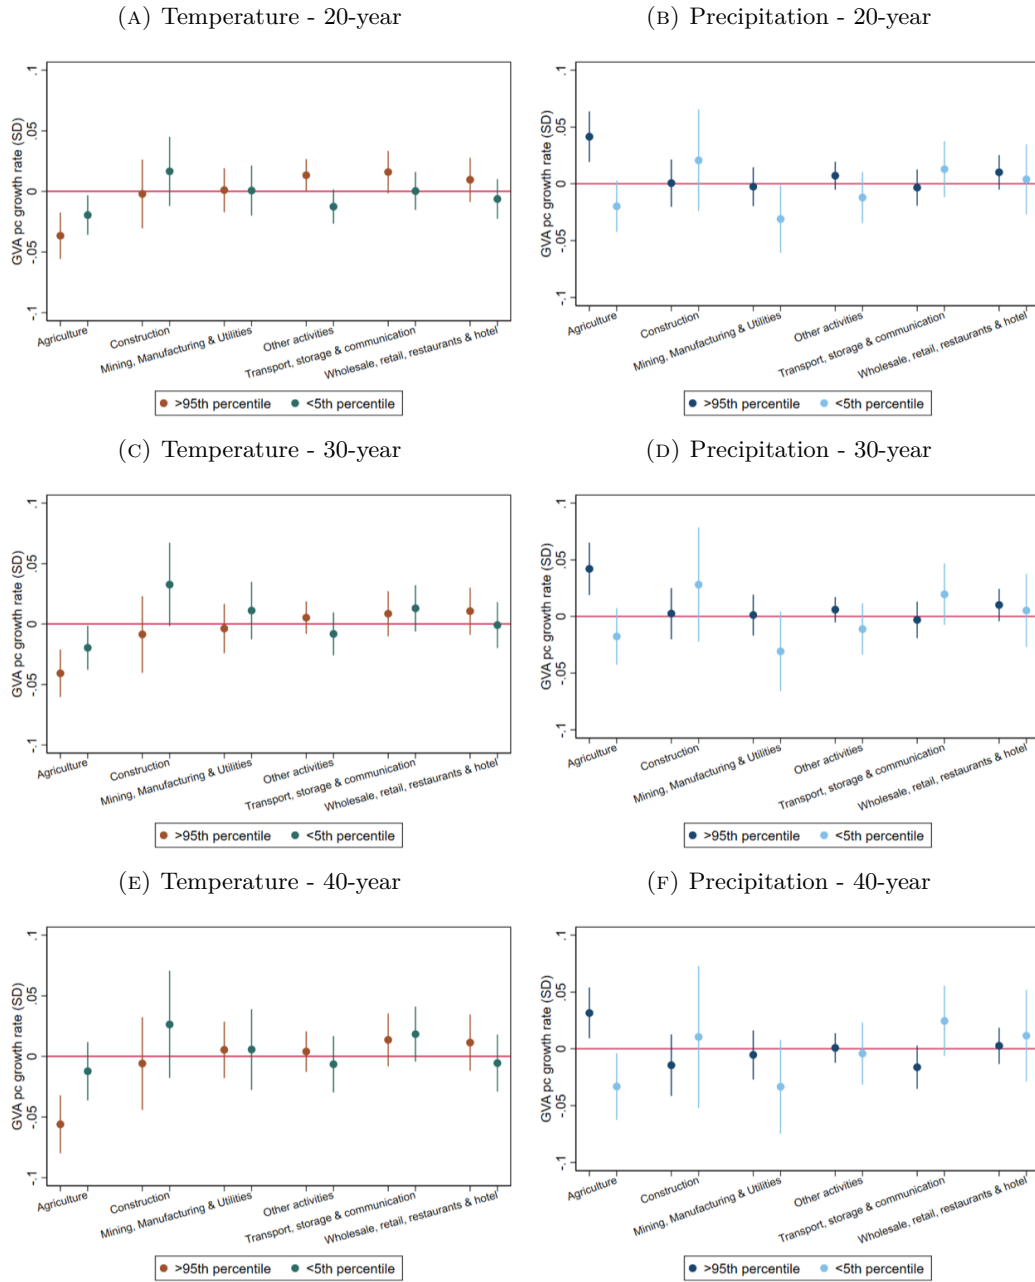 (A) Temperature - 20-year
GVA pc growth rate (SD)
.1
.05
0
-.05
-.1
Agriculture
Construction
Mining, Manufacturing & Utilities
Other activities
Transport, storage & communication
Wholesale, retail, restaurants & hotel
>95th percentile <5th percentile
(B) Precipitation - 20-year
GVA pc growth rate (SD)
.1
.05
0
-.05
-.1
Agriculture
Construction
Mining, Manufacturing & Utilities
Other activities
Transport, storage & communication
Wholesale, retail, restaurants & hotel
>95th percentile <5th percentile
(C) Temperature - 30-year
GVA pc growth rate (SD)
.1
.05
0
-.05
-.1
Agriculture
Construction
Mining, Manufacturing & Utilities
Other activities
Transport, storage & communication
Wholesale, retail, restaurants & hotel
>95th percentile <5th percentile
(D) Precipitation - 30-year
GVA pc growth rate (SD)
.1
.05
0
-.05
-.1
Agriculture
Construction
Mining, Manufacturing & Utilities
Other activities
Transport, storage & communication
Wholesale, retail, restaurants & hotel
>95th percentile <5th percentile
(E) Temperature - 40-year
GVA pc growth rate (SD)
.1
.05
0
-.05
-.1
Agriculture
Construction
Mining, Manufacturing & Utilities
Other activities
Transport, storage & communication
Wholesale, retail, restaurants & hotel
>95th percentile <5th percentile
(F) Precipitation - 40-year
GVA pc growth rate (SD)
.1
.05
0
-.05
-.1
Agriculture
Construction
Mining, Manufacturing & Utilities
Other activities
Transport, storage & communication
Wholesale, retail, restaurants & hotel
>95th percentile <5th percentile